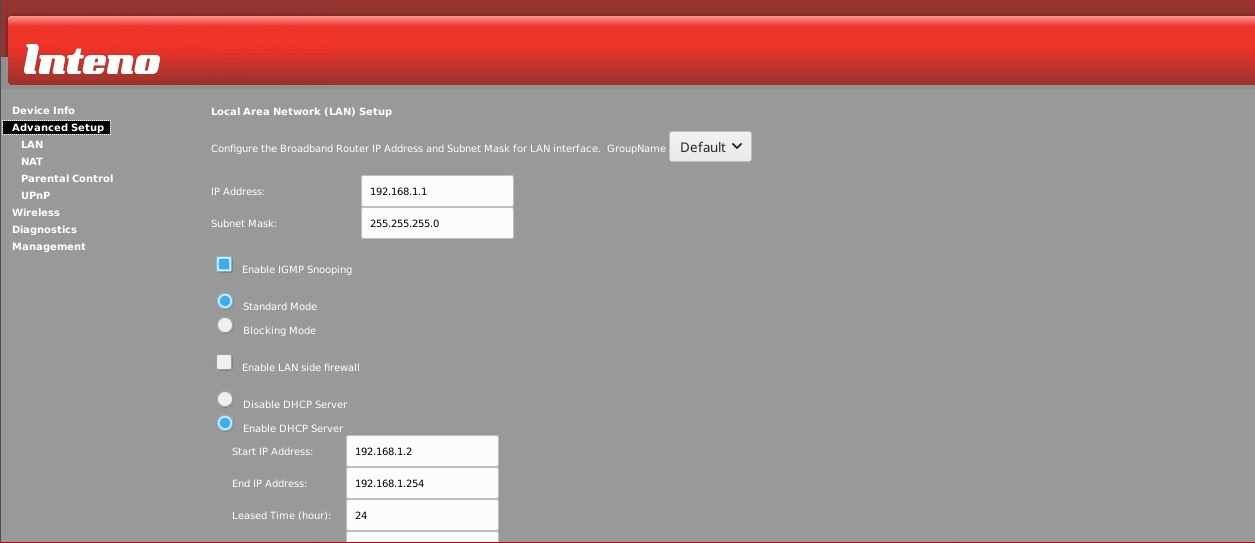 Inteno
Device Info
Advanced Setup
LAN
NAT
Parental Control
UPnP
Wireless
Diagnostics
Management
Local Area Network (LAN) Setup
Configure the Broadband Router IP Address and Subnet Mask for LAN interface.  GroupName Default
IP Address: 192.168.1.1
Subnet Mask: 255.255.255.0
Enable IGMP Snooping
Standard Mode
Blocking Mode
Enable LAN side firewall
Disable DHCP Server
Enable DHCP Server
Start IP Address: 192.168.1.2
End IP Address: 192.168.1.254
Leased Time (hour): 24